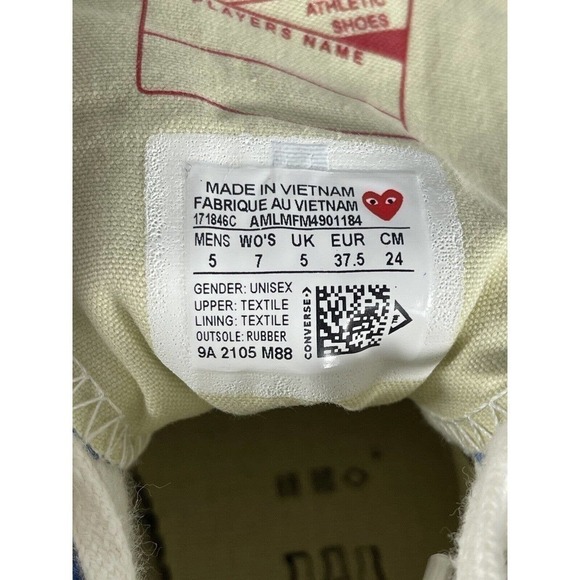 ATHLETIC
SHOES
PLAYERS NAME
MADE IN VIETNAM
FABRIQUE AU VIETNAM
171846C AMLMFM4901184
MENS WO'S UK EUR CM
5 7 5 37.5 24
GENDER: UNISEX
UPPER: TEXTILE
LINING: TEXTILE
OUTSOLE: RUBBER
9A 2105 M88
CONVERSE